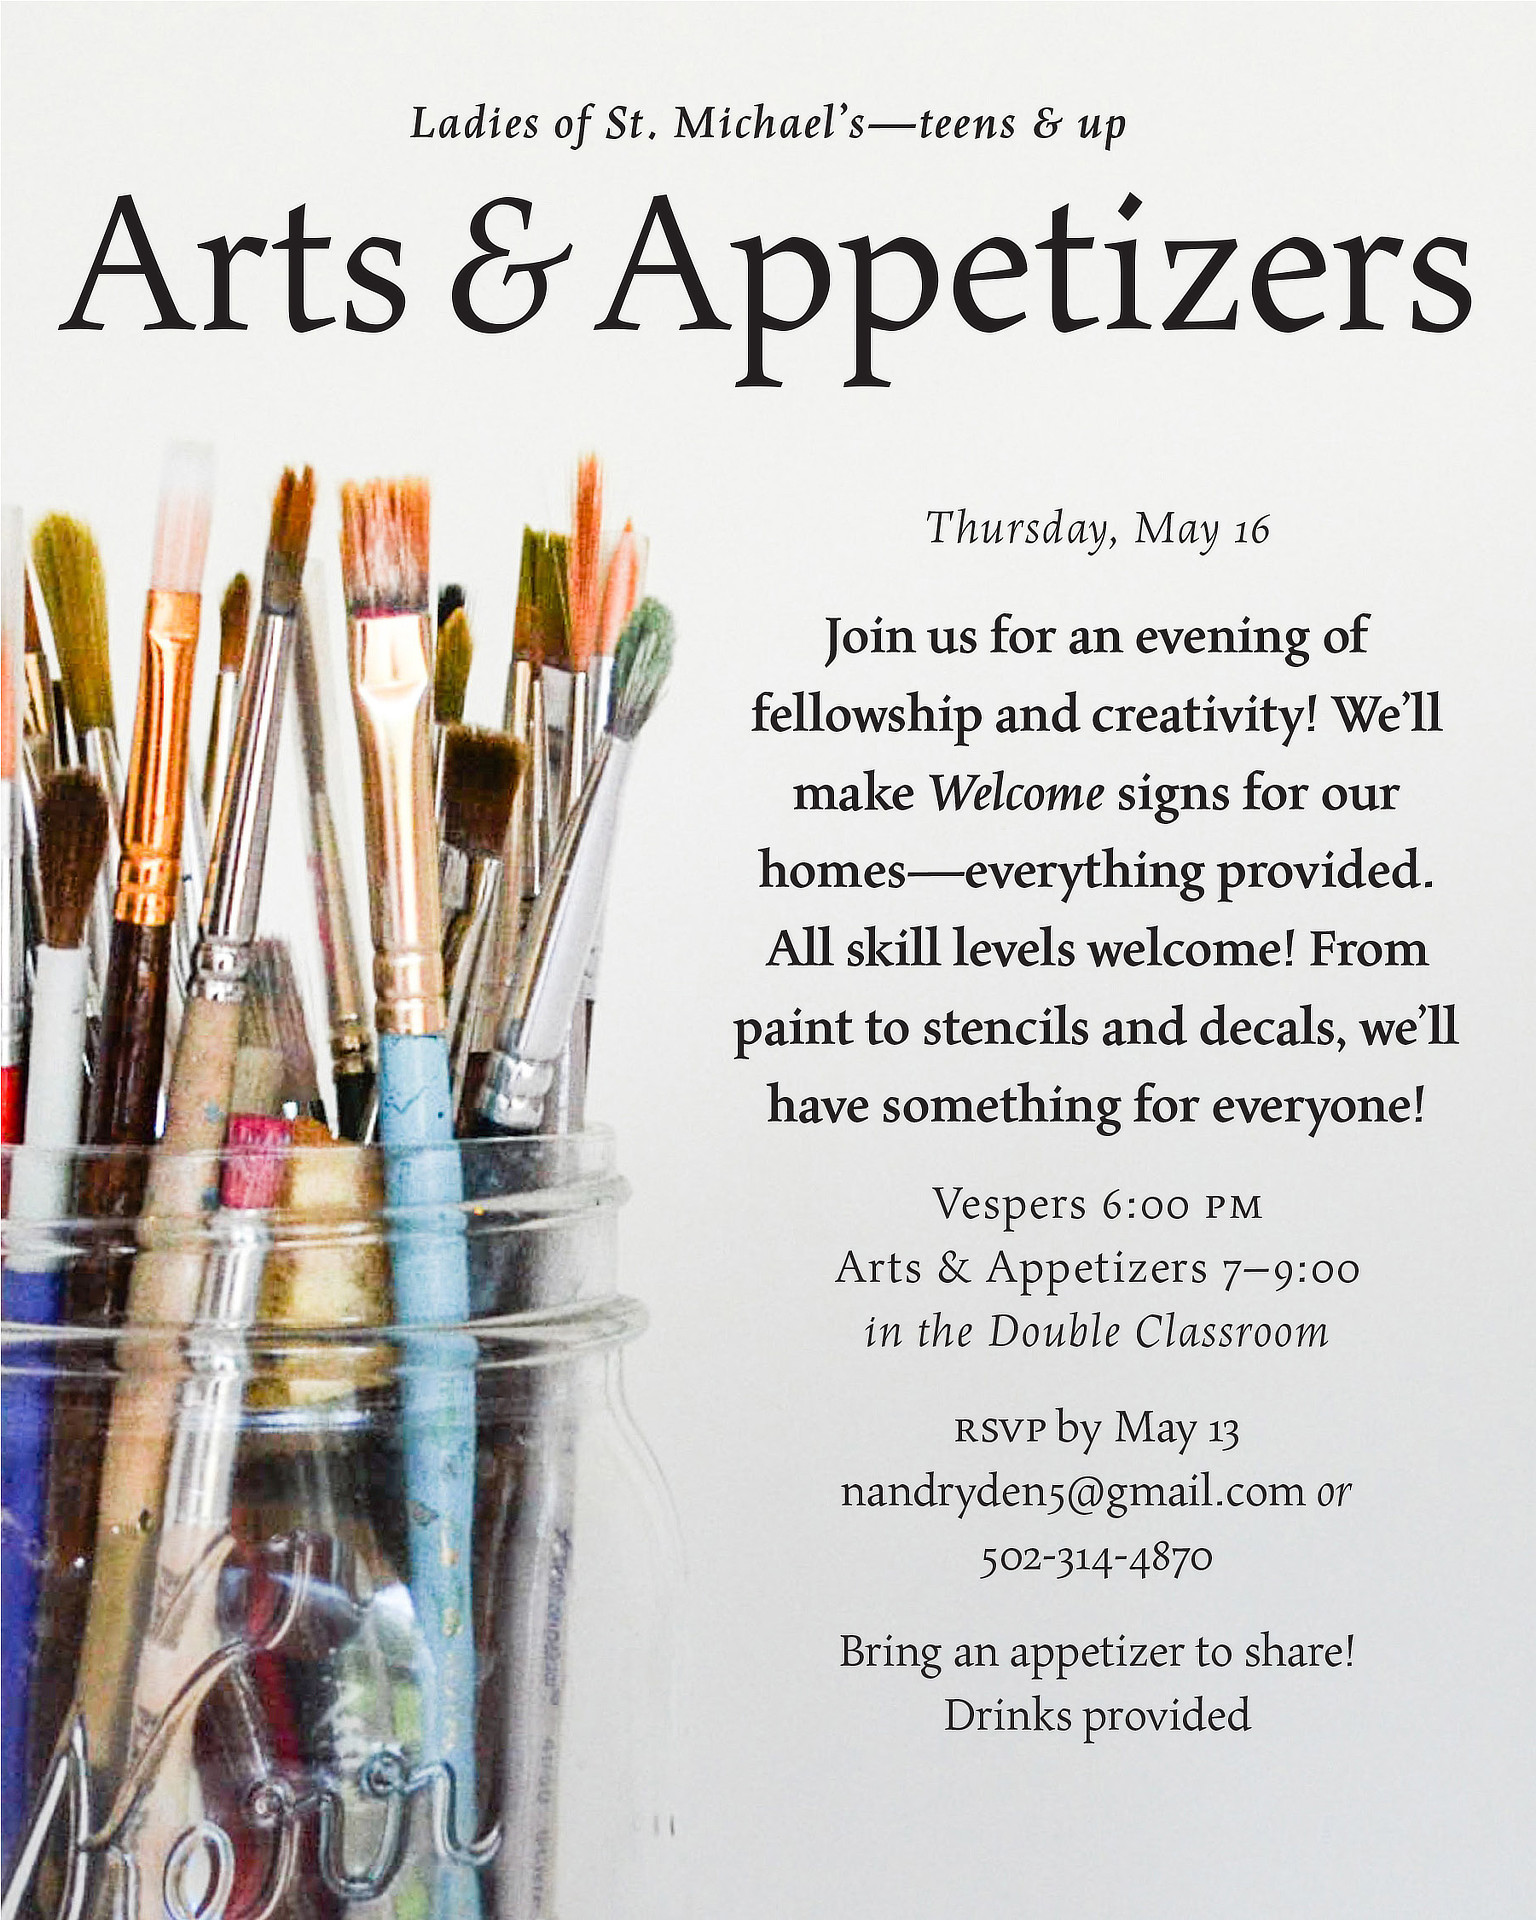 Ladies of St. Michael’s—teens & up
Arts & Appetizers
Thursday, May 16
Join us for an evening of
fellowship and creativity! We’ll
make Welcome signs for our
homes—everything provided.
All skill levels welcome! From
paint to stencils and decals, we’ll
have something for everyone!
Vespers 6:00 PM
Arts & Appetizers 7–9:00
in the Double Classroom
RSVP by May 13
nandryden5@gmail.com or
502-314-4870
Bring an appetizer to share!
Drinks provided